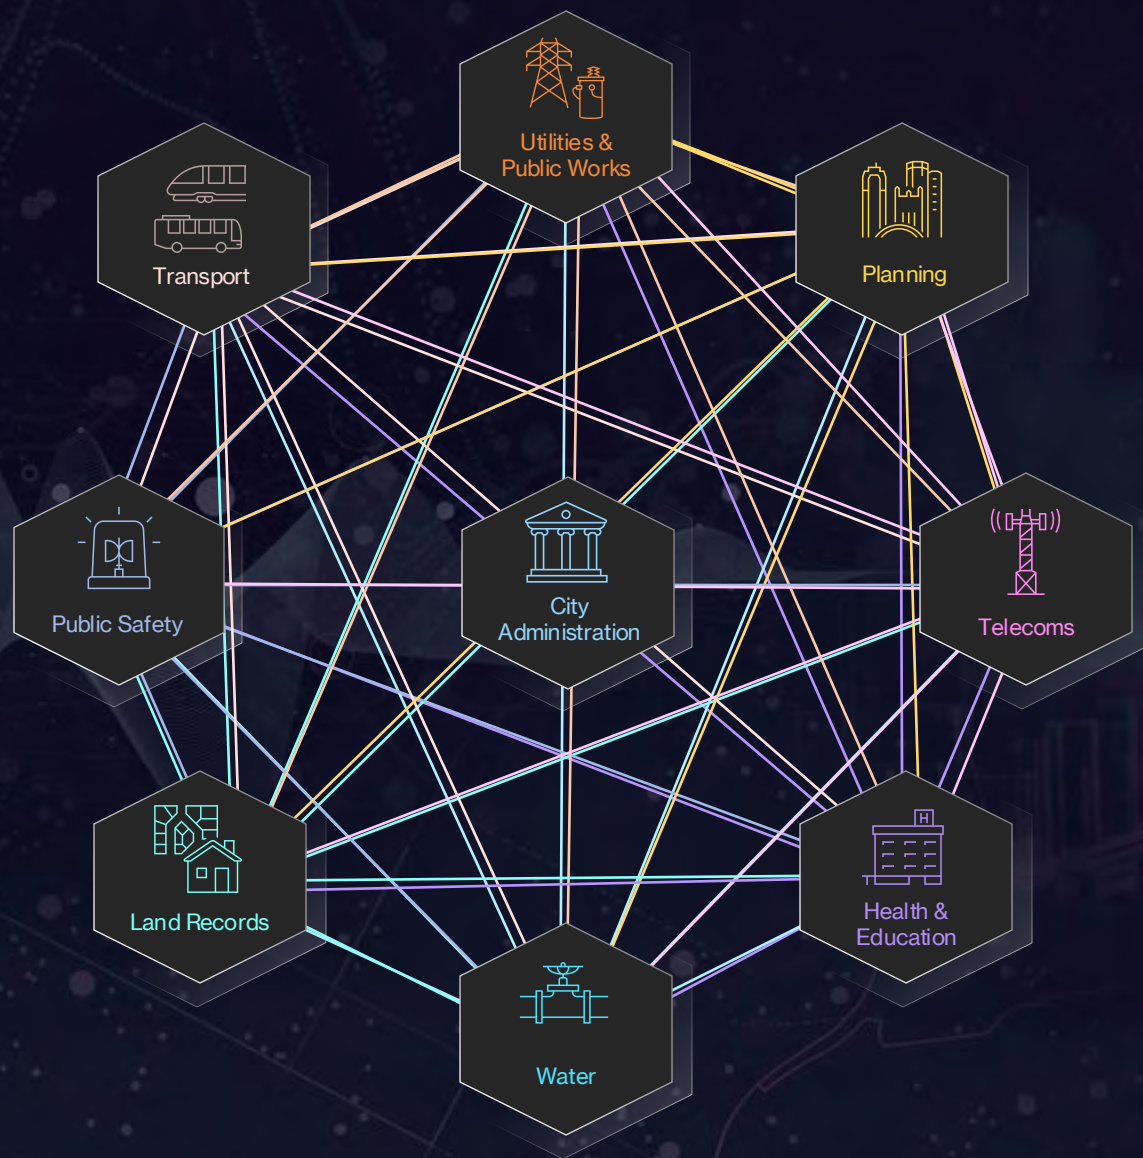 Utilities &
Public Works
Transport
Planning
Public Safety
City
Administration
Telecoms
Land Records
H
Health &
Education
Water